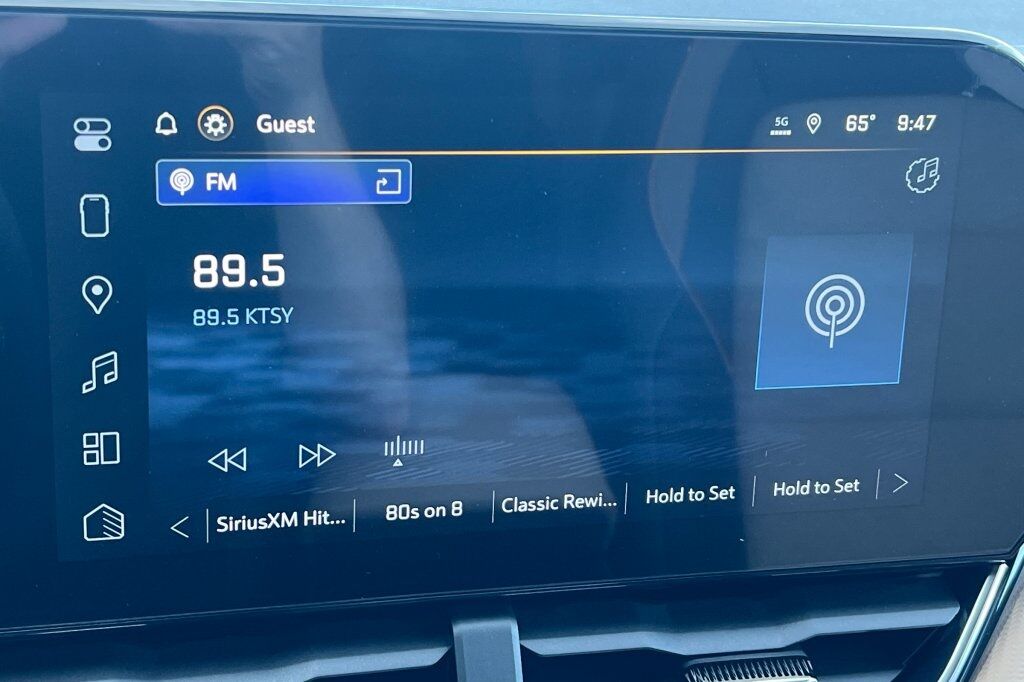 Guest
5G 65° 9:47
FM
89.5
89.5 KTSY
SiriusXM Hit... 80s on 8 Classic Rewi... Hold to Set Hold to Set